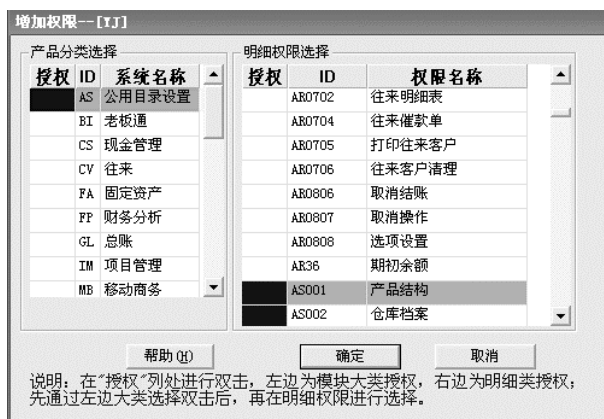 增加权限--[YJ]
产品分类选择
授权 ID 系统名称
AS 公用目录设置
BI 老板通
CS 现金管理
CV 往来
FA 固定资产
FP 财务分析
GL 总账
IM 项目管理
MB 移动商务
明细权限选择
授权 ID 权限名称
AR0702 往来明细表
AR0704 往来催款单
AR0705 打印往来客户
AR0706 往来客户清理
AR0806 取消结账
AR0807 取消操作
AR0808 选项设置
AR36 期初余额
AS001 产品结构
AS002 仓库档案
帮助(H) 确定 取消
说明：在"授权"列处进行双击，左边为模块大类授权，右边为明细类授权；
先通过左边大类选择双击后，再在明细权限进行选择。